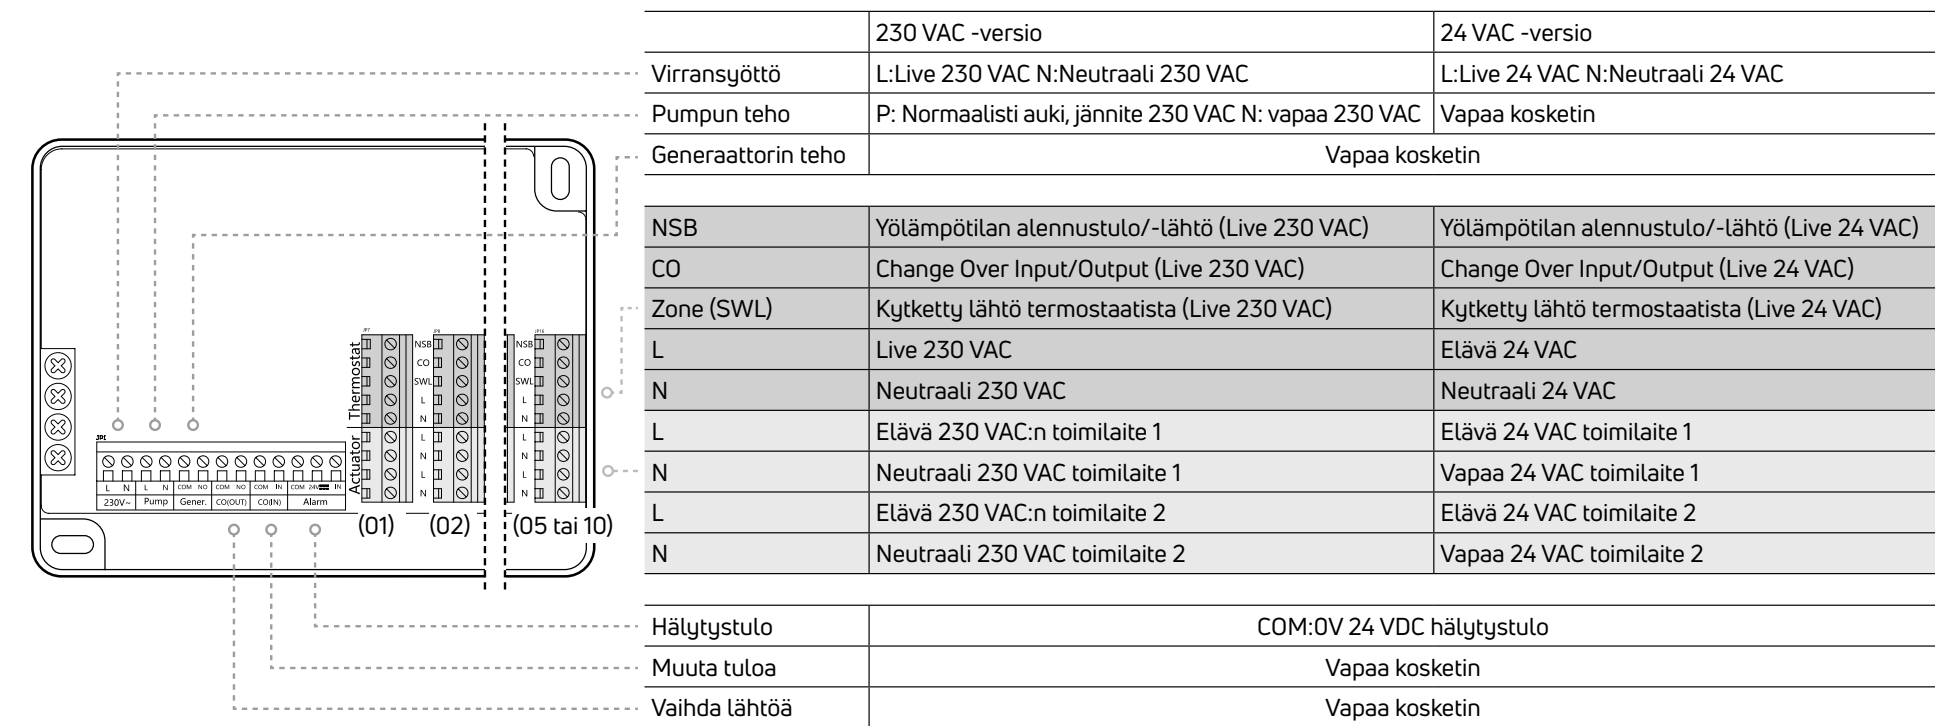 230 VAC -versio 24 VAC -versio
Virransyöttö L:Live 230 VAC N:Neutraali 230 VAC L:Live 24 VAC N:Neutraali 24 VAC
Pumpun teho P: Normaalisti auki, jännite 230 VAC N: vapaa 230 VAC Vapaa kosketin
Generaattorin teho Vapaa kosketin
NSB Yölämpötilan alennustulo/-lähtö (Live 230 VAC) Yölämpötilan alennustulo/-lähtö (Live 24 VAC)
CO Change Over Input/Output (Live 230 VAC) Change Over Input/Output (Live 24 VAC)
Zone (SWL) Kytketty lähtö termostaatista (Live 230 VAC) Kytketty lähtö termostaatista (Live 24 VAC)
L Live 230 VAC Elävä 24 VAC
N Neutraali 230 VAC Neutraali 24 VAC
L Elävä 230 VAC:n toimilaite 1 Elävä 24 VAC toimilaite 1
N Neutraali 230 VAC toimilaite 1 Vapaa 24 VAC toimilaite 1
L Elävä 230 VAC:n toimilaite 2 Elävä 24 VAC toimilaite 2
N Neutraali 230 VAC toimilaite 2 Vapaa 24 VAC toimilaite 2
Hälytystulo COM:0V 24 VDC hälytystulo
Muuta tuloa Vapaa kosketin
Vaihda lähtöä Vapaa kosketin
JP7 JP8 JP16
Thermostat
Actuator
NSB NSB
CO CO
SWL SWL
L L
N N
L L
N N
L L
N N
(01) (02) (05 tai 10)
JP1
L N L N COM NO COM NO COM IN COM 24V IN
230V~ Pump Gener. CO(OUT) CO(IN) Alarm